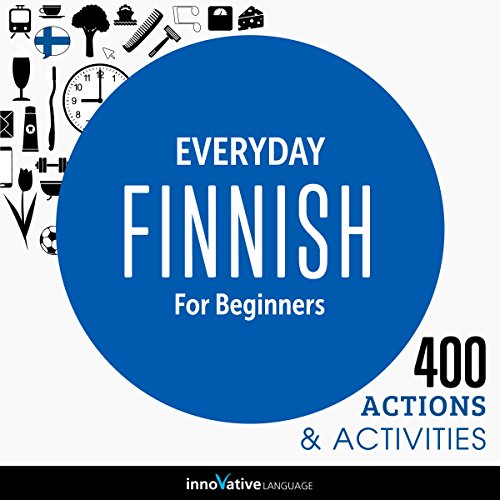 EVERYDAY
FINNISH
For Beginners
400
ACTIONS
& ACTIVITIES
innoVative LANGUAGE